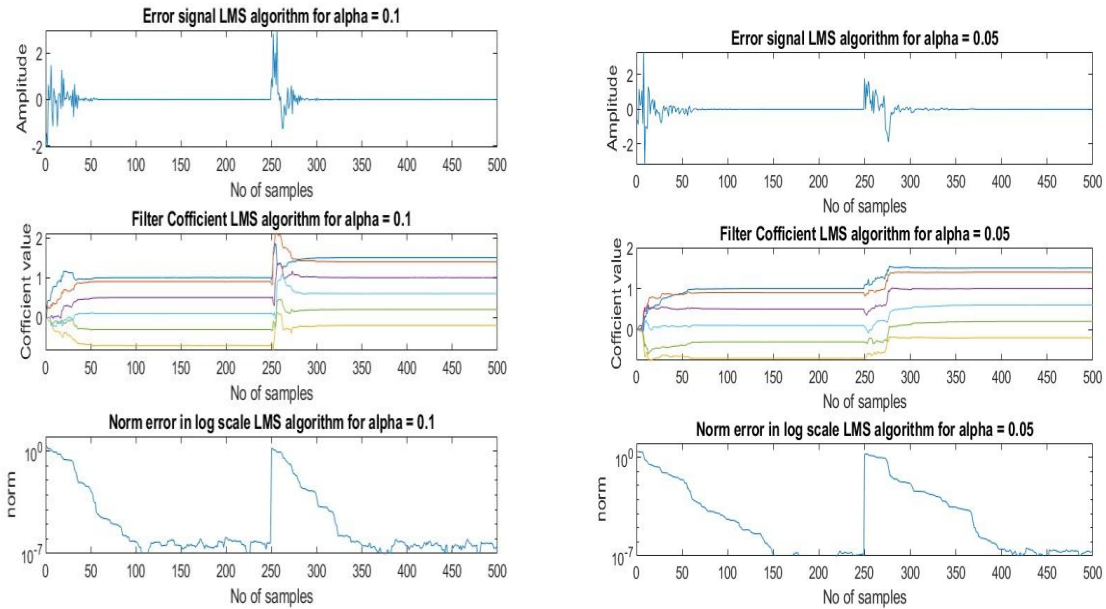 Error signal LMS algorithm for alpha = 0.1
Amplitude
2
0
-2
0 50 100 150 200 250 300 350 400 450 500
No of samples
Filter Cofficient LMS algorithm for alpha = 0.1
Cofficient value
2
1
0
0 50 100 150 200 250 300 350 400 450 500
No of samples
Norm error in log scale LMS algorithm for alpha = 0.1
norm
10^0
10^-7
0 50 100 150 200 250 300 350 400 450 500
No of samples
Error signal LMS algorithm for alpha = 0.05
Amplitude
2
0
-2
0 50 100 150 200 250 300 350 400 450 500
No of samples
Filter Cofficient LMS algorithm for alpha = 0.05
Cofficient value
2
1
0
0 50 100 150 200 250 300 350 400 450 500
No of samples
Norm error in log scale LMS algorithm for alpha = 0.05
norm
10^0
10^-7
0 50 100 150 200 250 300 350 400 450 500
No of samples